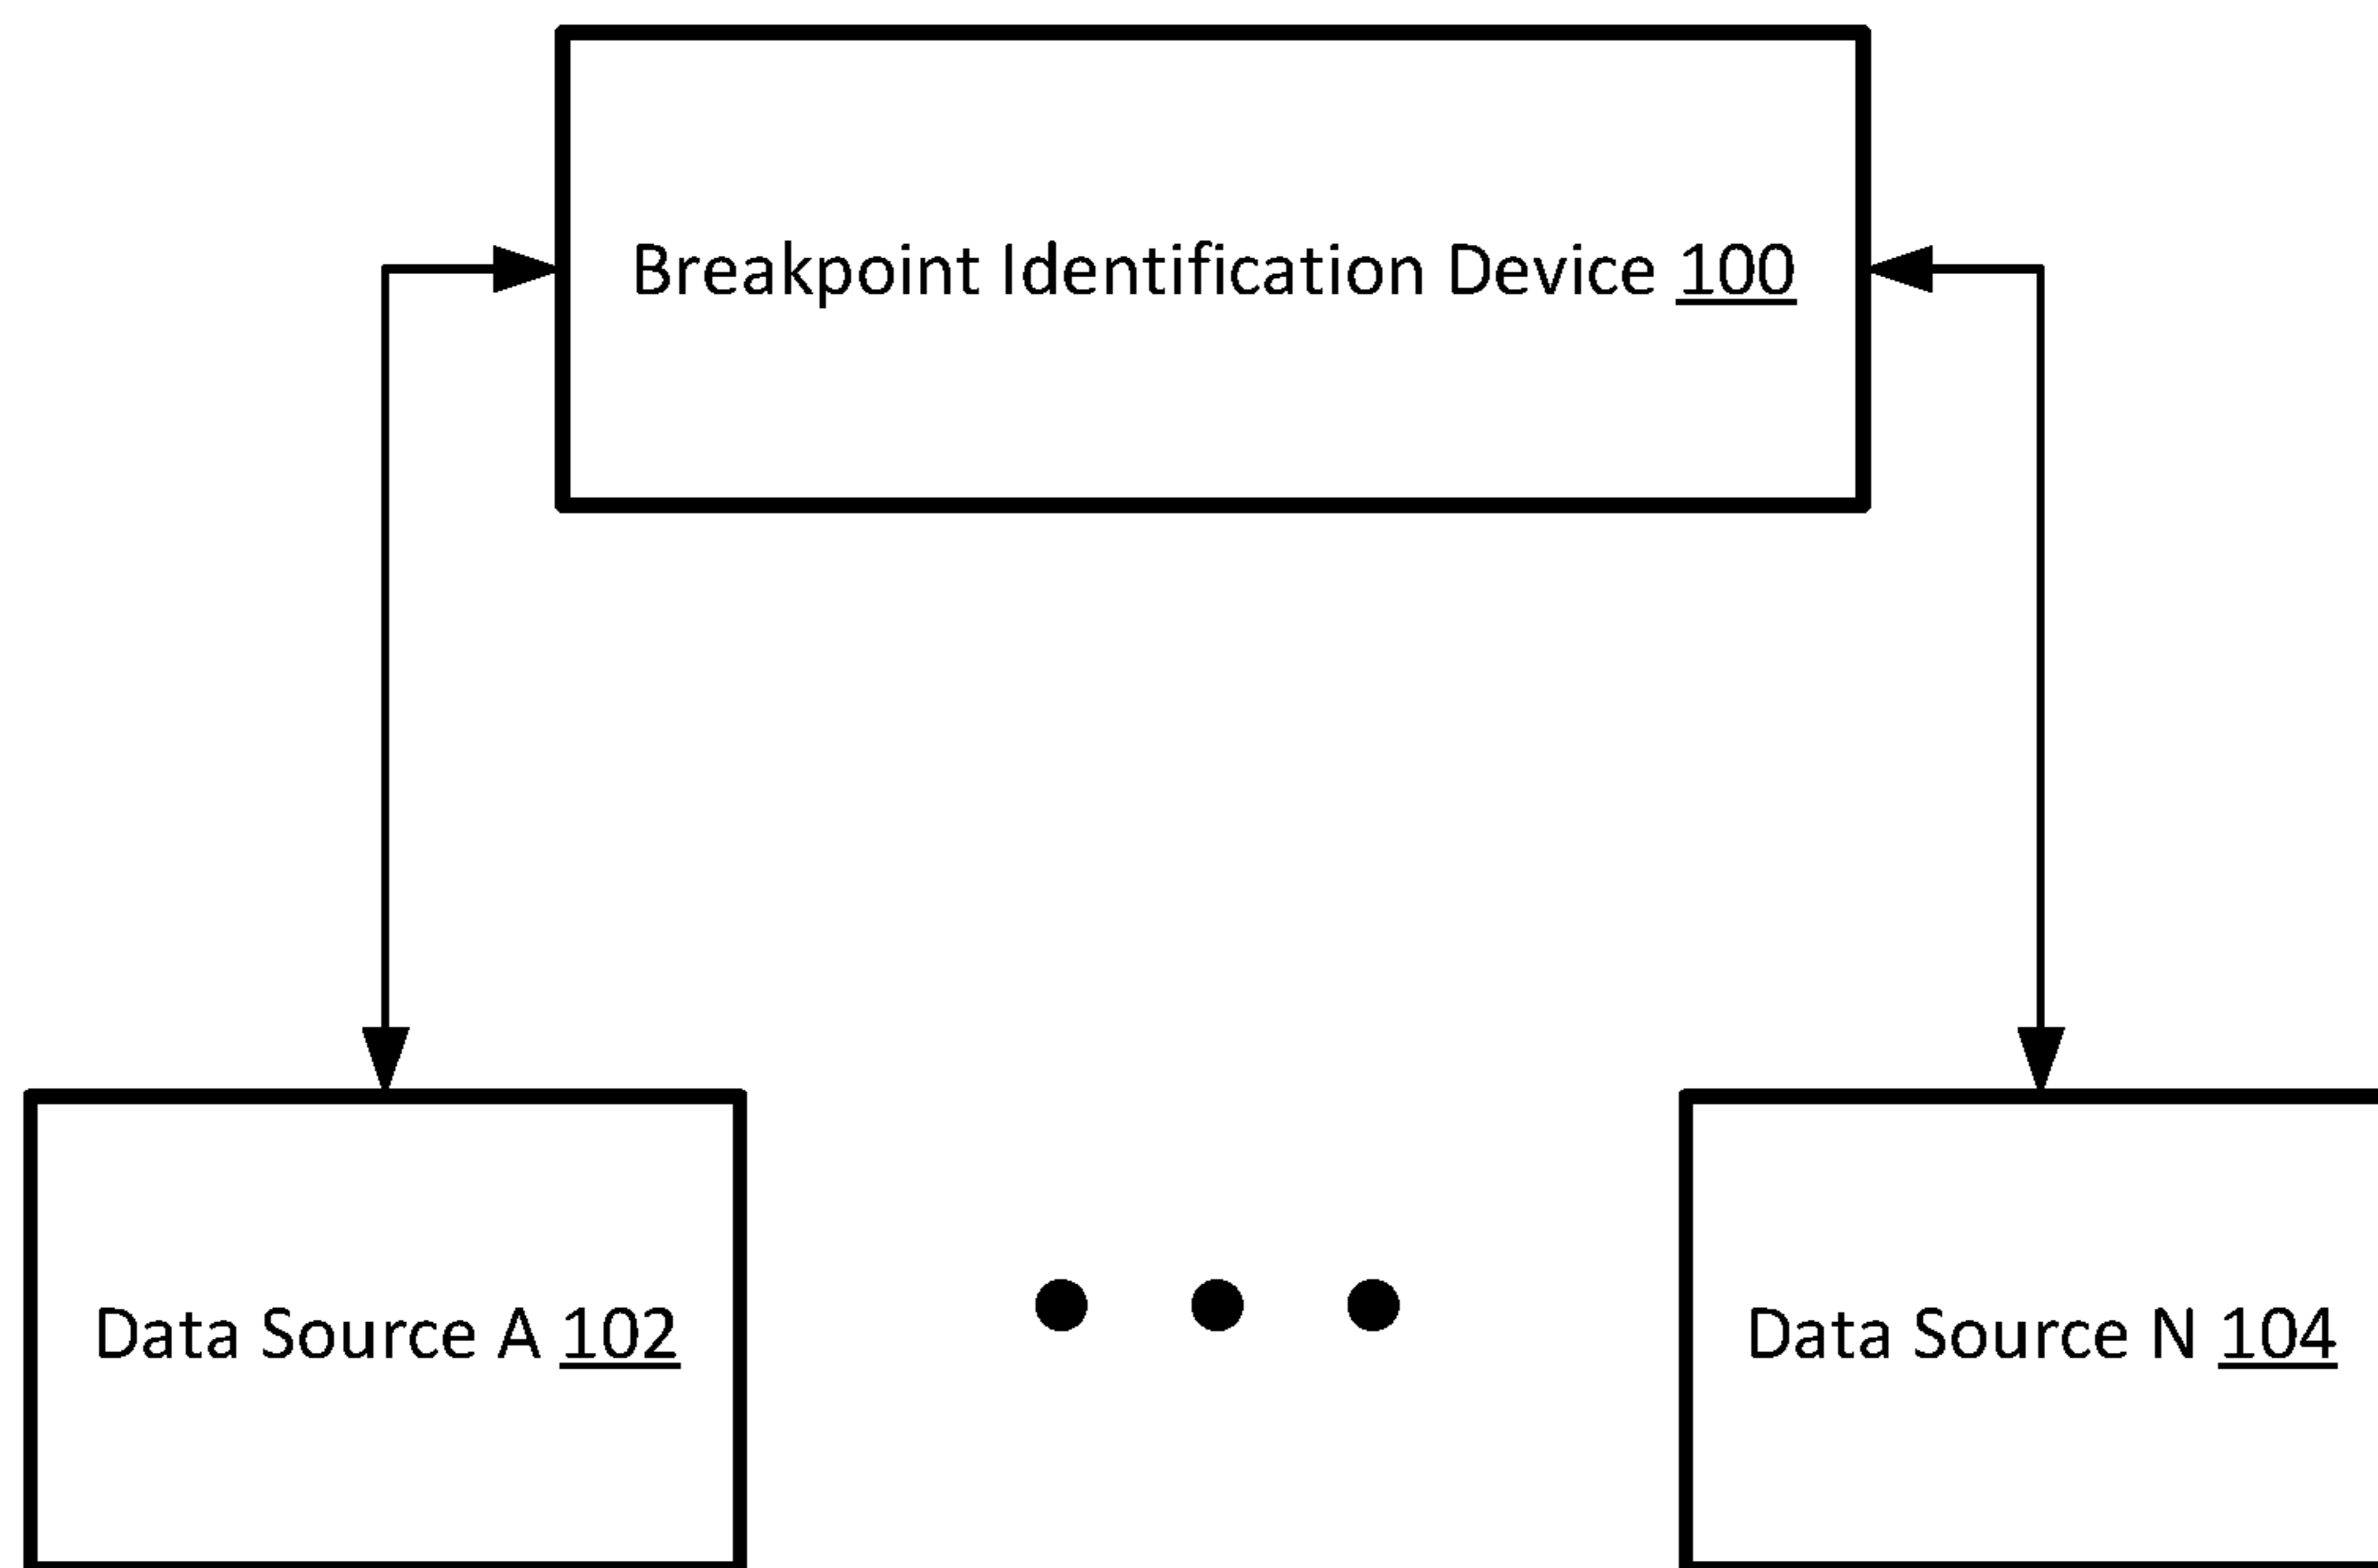 Breakpoint Identification Device 100
Data Source A 102
Data Source N 104